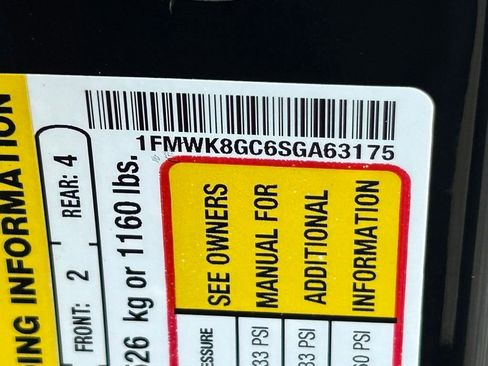 1FMWK8GC6SGA63175
ING INFORMATION
FRONT: 2 REAR: 4
526 kg or 1160 lbs.
SEE OWNERS
MANUAL FOR
ADDITIONAL
INFORMATION
33 PSI
33 PSI
60 PSI